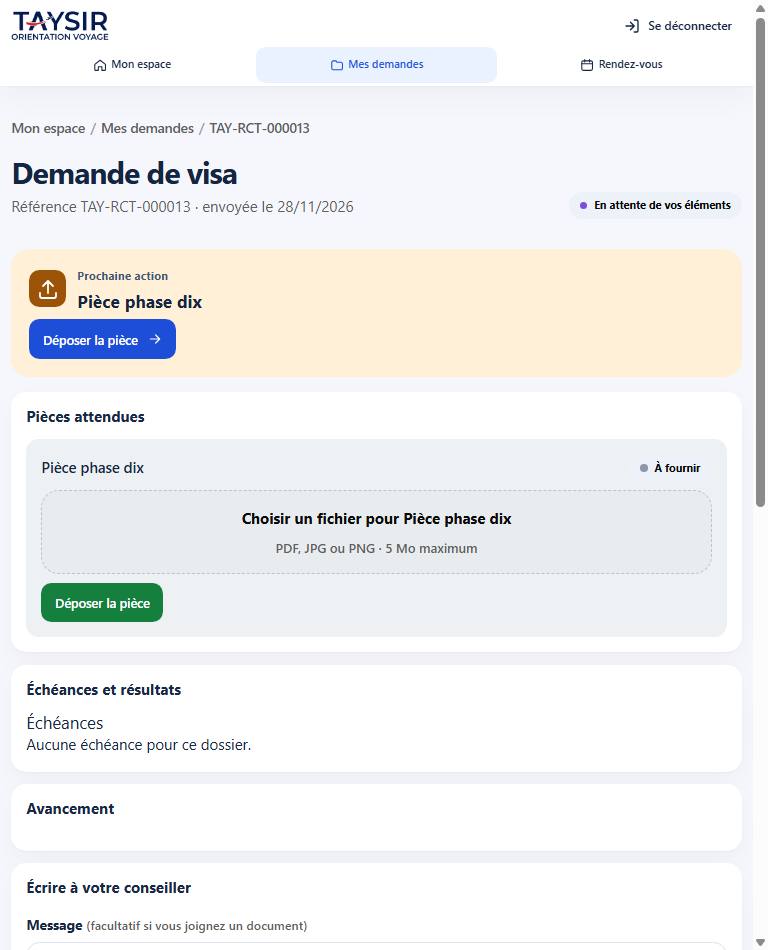 TAYSIR
ORIENTATION VOYAGE
Se déconnecter
Mon espace
Mes demandes
Rendez-vous
Mon espace / Mes demandes / TAY-RCT-000013
Demande de visa
Référence TAY-RCT-000013 · envoyée le 28/11/2026
En attente de vos éléments
Prochaine action
Pièce phase dix
Déposer la pièce
Pièces attendues
Pièce phase dix
À fournir
Choisir un fichier pour Pièce phase dix
PDF, JPG ou PNG · 5 Mo maximum
Déposer la pièce
Échéances et résultats
Échéances
Aucune échéance pour ce dossier.
Avancement
Écrire à votre conseiller
Message (facultatif si vous joignez un document)